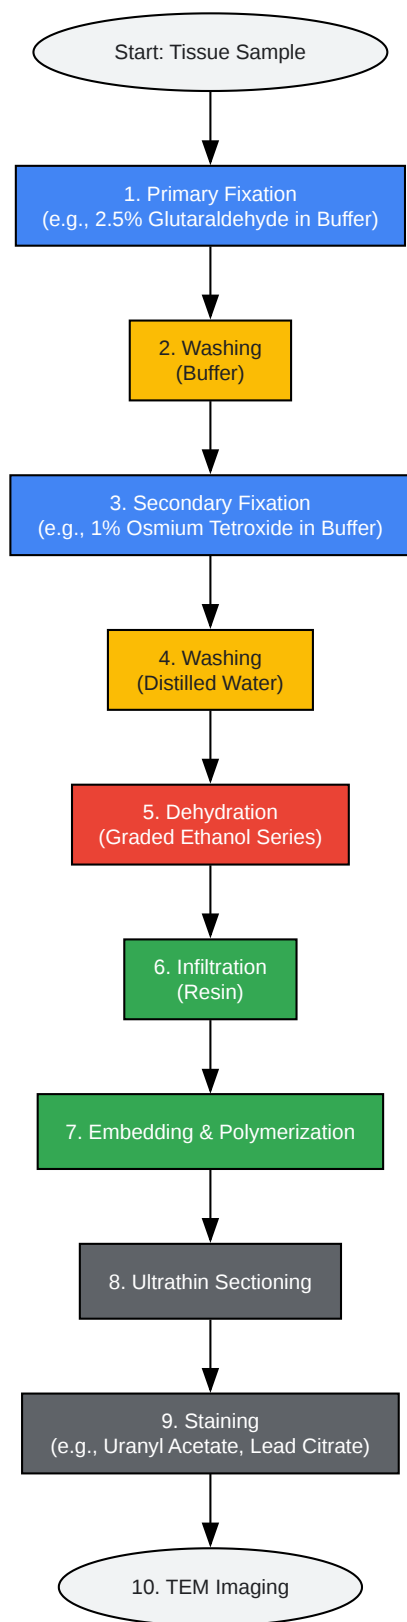 Start: Tissue Sample
1. Primary Fixation
(e.g., 2.5% Glutaraldehyde in Buffer)
2. Washing
(Buffer)
3. Secondary Fixation
(e.g., 1% Osmium Tetroxide in Buffer)
4. Washing
(Distilled Water)
5. Dehydration
(Graded Ethanol Series)
6. Infiltration
(Resin)
7. Embedding & Polymerization
8. Ultrathin Sectioning
9. Staining
(e.g., Uranyl Acetate, Lead Citrate)
10. TEM Imaging